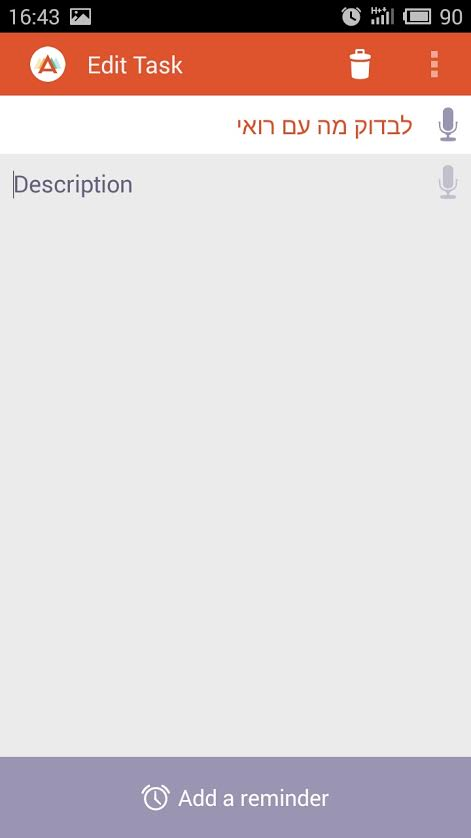 16:43
90
Edit Task
לבדוק מה עם רואי
Description
Add a reminder